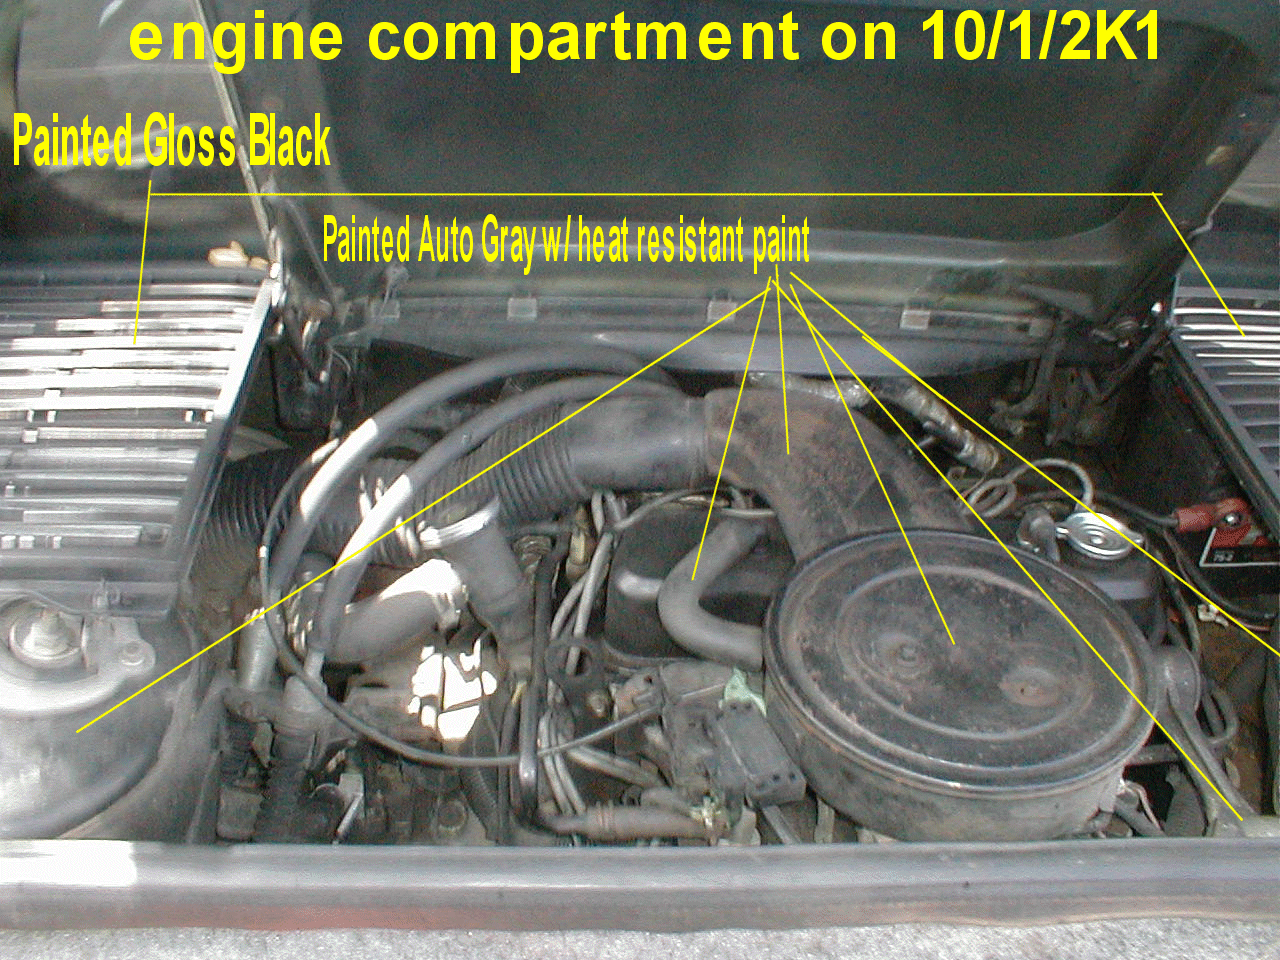 engine compartment on 10/1/2K1
Painted Gloss Black
Painted Auto Gray w/ heat resistant paint